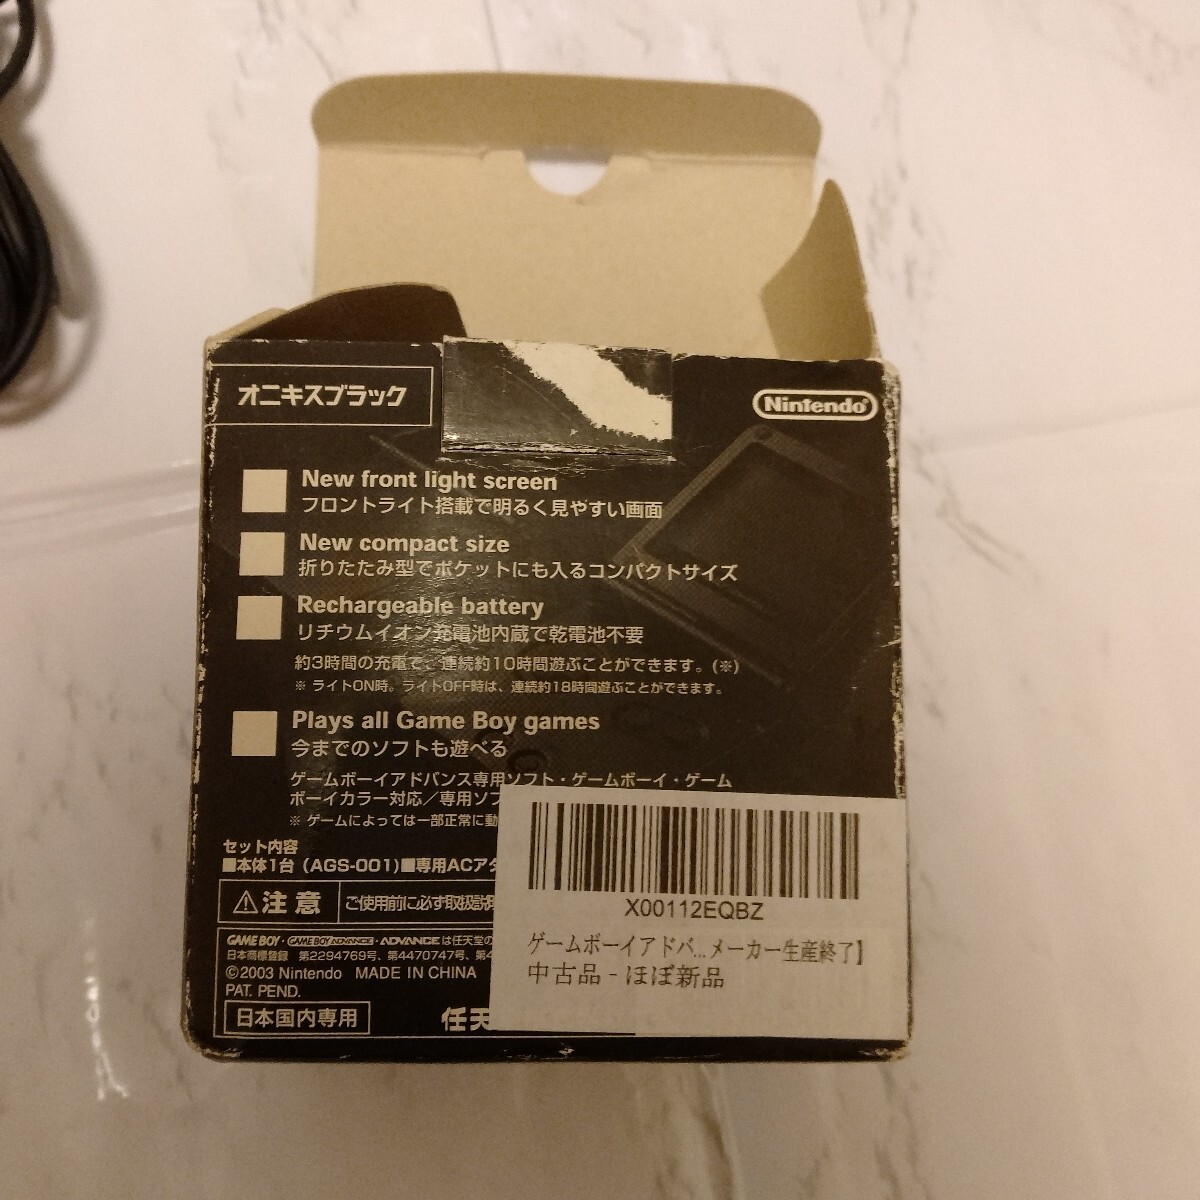 オニキスブラック
Nintendo®
New front light screen
フロントライト搭載で明るく見やすい画面
New compact size
折りたたみ型でポケットにも入るコンパクトサイズ
Rechargeable battery
リチウムイオン充電池内蔵で乾電池不要
約3時間の充電で、連続約10時間遊ぶことができます。(※)
※ ライトON時。ライトOFF時は、連続約18時間遊ぶことができます。
Plays all Game Boy games
今までのソフトも遊べる
ゲームボーイアドバンス専用ソフト・ゲームボーイ・ゲーム
ボーイカラー対応／専用ソフ
※ ゲームによっては一部正常に動
セット内容
■本体1台 (AGS-001)■専用ACアダ
⚠注意 ご使用前に必ず取扱説明
GAME BOY・GAME BOY ADVANCE・ADVANCEは任天堂の
日本商標登録 第2294769号、第4470747号、第4
©2003 Nintendo MADE IN CHINA
PAT. PEND.
日本国内専用 任天
X00112EQBZ
ゲームボーイアドバ...メーカー生産終了】
中古品 - ほぼ新品